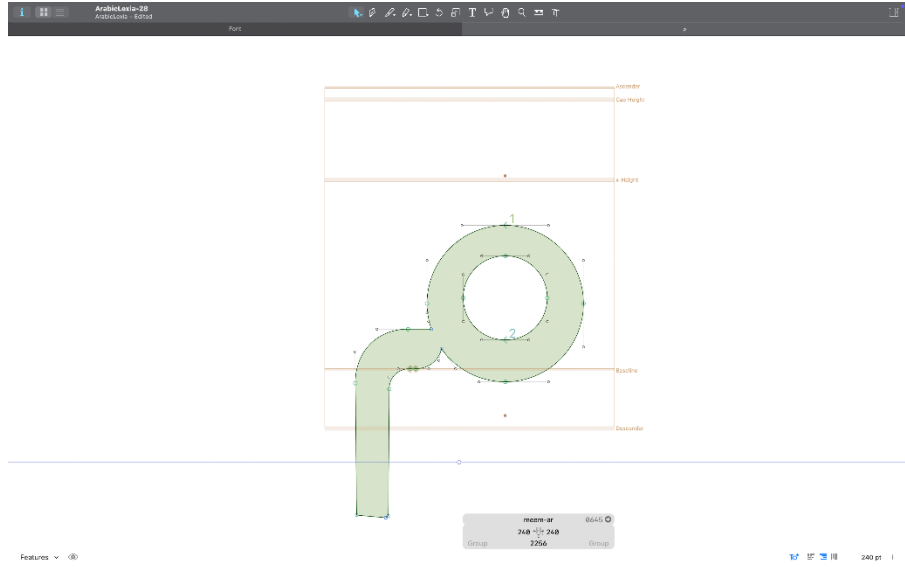 ArabicLexia-28
ArabicLexia — Edited
Font
Ascender
Cap Height
x Height
1
2
Baseline
Descender
meem-ar 0645
240 240
Group 2256 Group
Features
240 pt